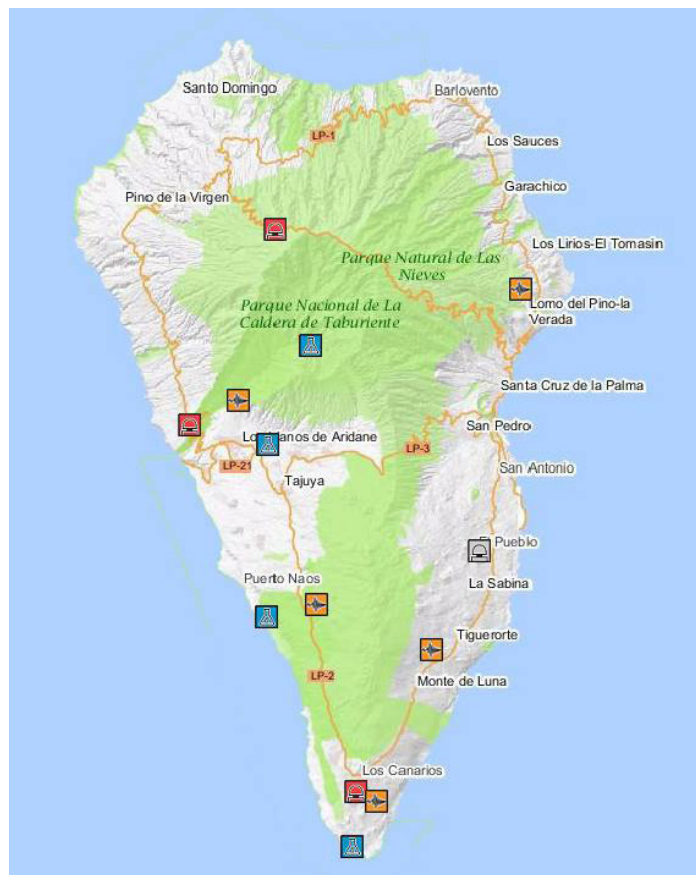 Santo Domingo
Barlovento
LP-1
Los Sauces
Garachico
Pino de la Virgen
Los Lirios-El Tomasin
Parque Natural de Las
Nieves
Lomo del Pino-la
Verada
Parque Nacional de La
Caldera de Taburiente
Santa Cruz de la Palma
San Pedro
de Aridane
LP-3
LP-21
San Antonio
Tajuya
Pueblo
Puerto Naos
La Sabina
Tiguerorte
LP-2
Monte de Luna
Los Canarios